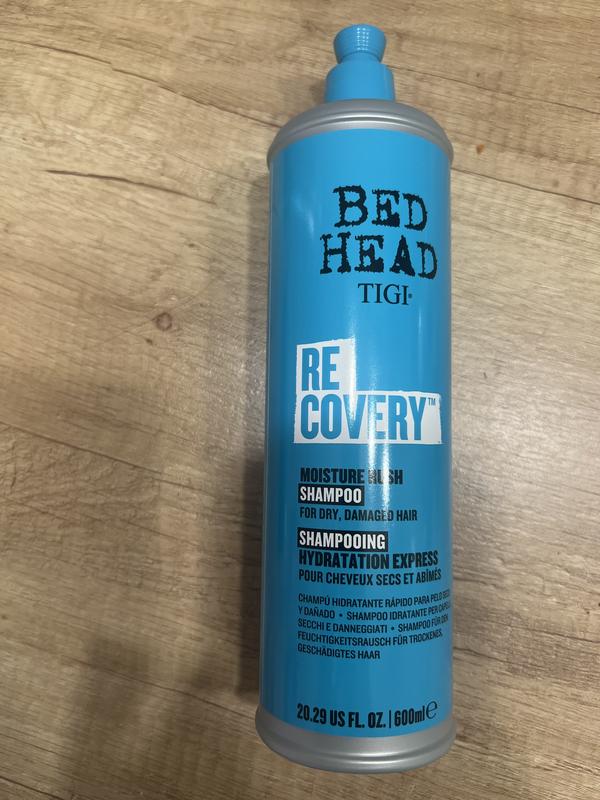 BED
HEAD
TIGI®
RE
COVERY™
MOISTURE RUSH
SHAMPOO
FOR DRY, DAMAGED HAIR
SHAMPOOING
HYDRATATION EXPRESS
POUR CHEVEUX SECS ET ABÎMÉS
CHAMPÚ HIDRATANTE RÁPIDO PARA PELO SECO
Y DAÑADO • SHAMPOO IDRATANTE PER CAPELLI
SECCHI E DANNEGGIATI • SHAMPOO FÜR DEN
FEUCHTIGKEITSRAUSCH FÜR TROCKENES,
GESCHÄDIGTES HAAR
20.29 US FL. OZ. | 600ml ℮